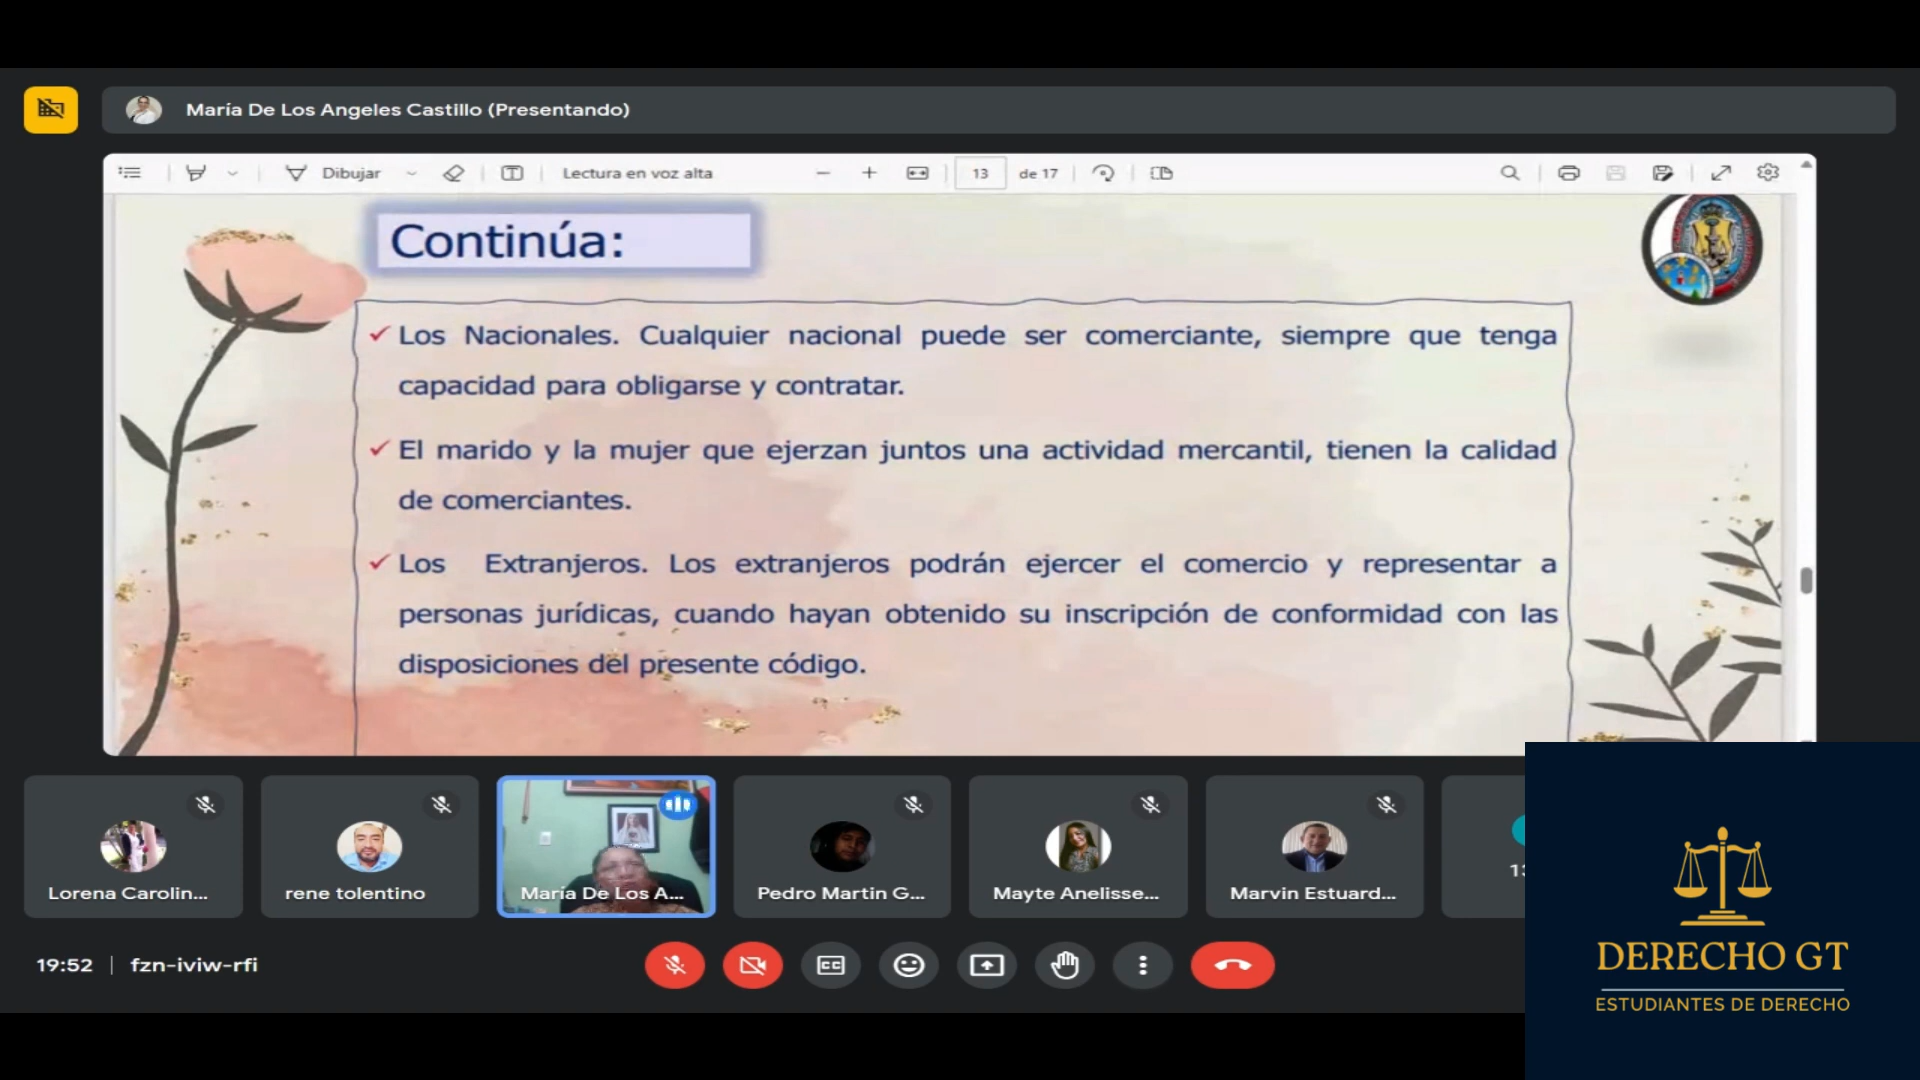 María De Los Angeles Castillo (Presentando)
Dibujar
Lectura en voz alta
13 de 17
Continúa:
Los Nacionales. Cualquier nacional puede ser comerciante, siempre que tenga
capacidad para obligarse y contratar.
El marido y la mujer que ejerzan juntos una actividad mercantil, tienen la calidad
de comerciantes.
Los Extranjeros. Los extranjeros podrán ejercer el comercio y representar a
personas jurídicas, cuando hayan obtenido su inscripción de conformidad con las
disposiciones del presente código.
Lorena Carolin...
rene tolentino
María De Los A...
Pedro Martin G...
Mayte Anelisse...
Marvin Estuard...
19:52 | fzn-iviw-rfi
DERECHO GT
ESTUDIANTES DE DERECHO